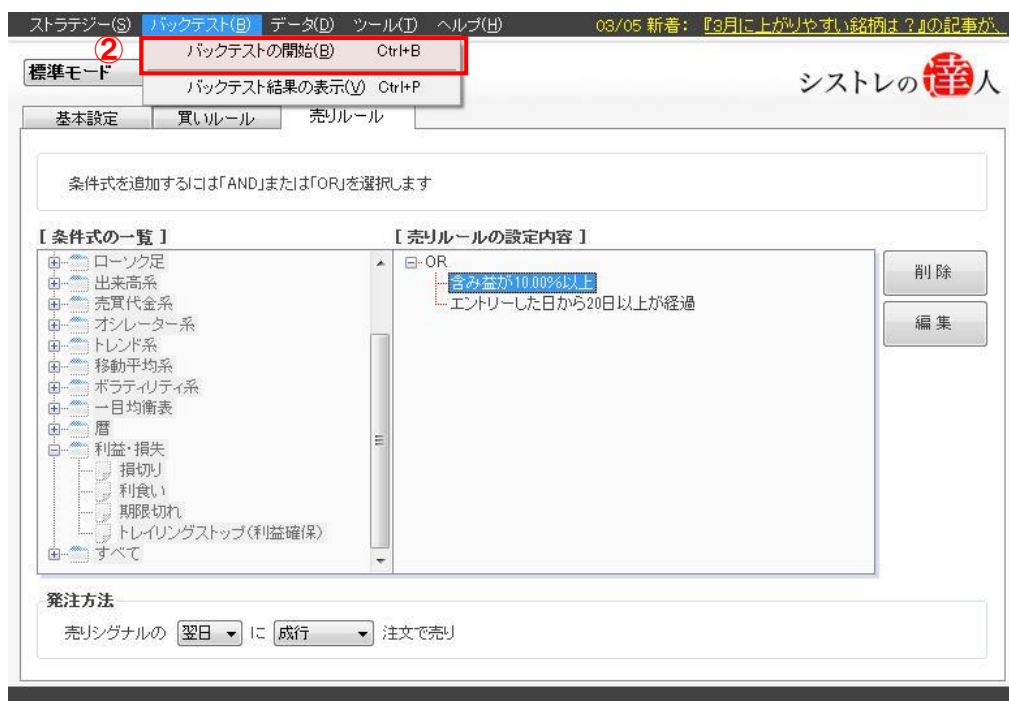 ストラテジー(S) バックテスト(B) データ(D) ツール(T) ヘルプ(H) 03/05 新着: 『3月に上がりやすい銘柄は?』の記事が、
② バックテストの開始(B) Ctrl+B
標準モード
バックテスト結果の表示(V) Ctrl+P
シストレの達人
基本設定 買いルール 売りルール
条件式を追加するには「AND」または「OR」を選択します
[ 条件式の一覧 ] [ 売りルールの設定内容 ]
ローソク足
出来高系
売買代金系
オシレーター系
トレンド系
移動平均系
ボラティリティ系
一目均衡表
暦
利益・損失
損切り
利食い
期限切れ
トレイリングストップ(利益確保)
すべて
OR
含み益が10.00%以上
エントリーした日から20日以上が経過
削除
編集
発注方法
売りシグナルの 翌日 に 成行 注文で売り